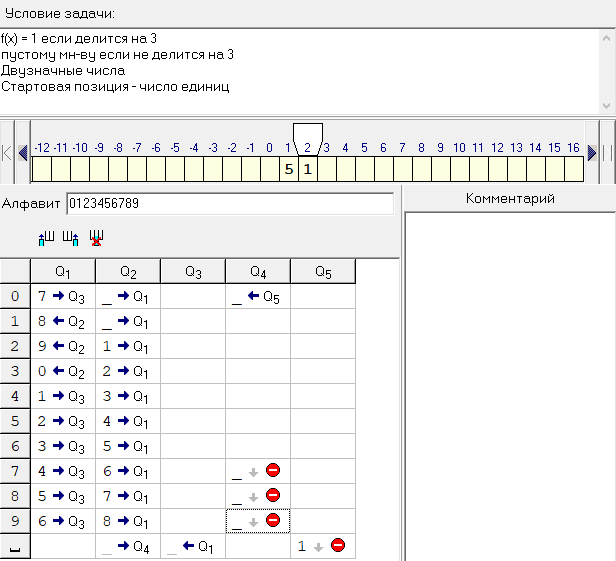 Условие задачи:
f(x) = 1 если делится на 3
пустому мн-ву если не делится на 3
Двузначные числа
Стартовая позиция - число единиц
-12 -11 -10 -9 -8 -7 -6 -5 -4 -3 -2 -1 0 1 2 3 4 5 6 7 8 9 10 11 12 13 14 15 16
5 1
Алфавит 0123456789
Комментарий
Q1 Q2 Q3 Q4 Q5
0 7 → Q3 _ → Q1 _ ← Q5
1 8 ← Q2 _ → Q1
2 9 ← Q2 1 → Q1
3 0 ← Q2 2 → Q1
4 1 → Q3 3 → Q1
5 2 → Q3 4 → Q1
6 3 → Q3 5 → Q1
7 4 → Q3 6 → Q1 _ ↓
8 5 → Q3 7 → Q1 _ ↓
9 6 → Q3 8 → Q1 _ ↓
_ → Q4 _ ← Q1 1 ↓